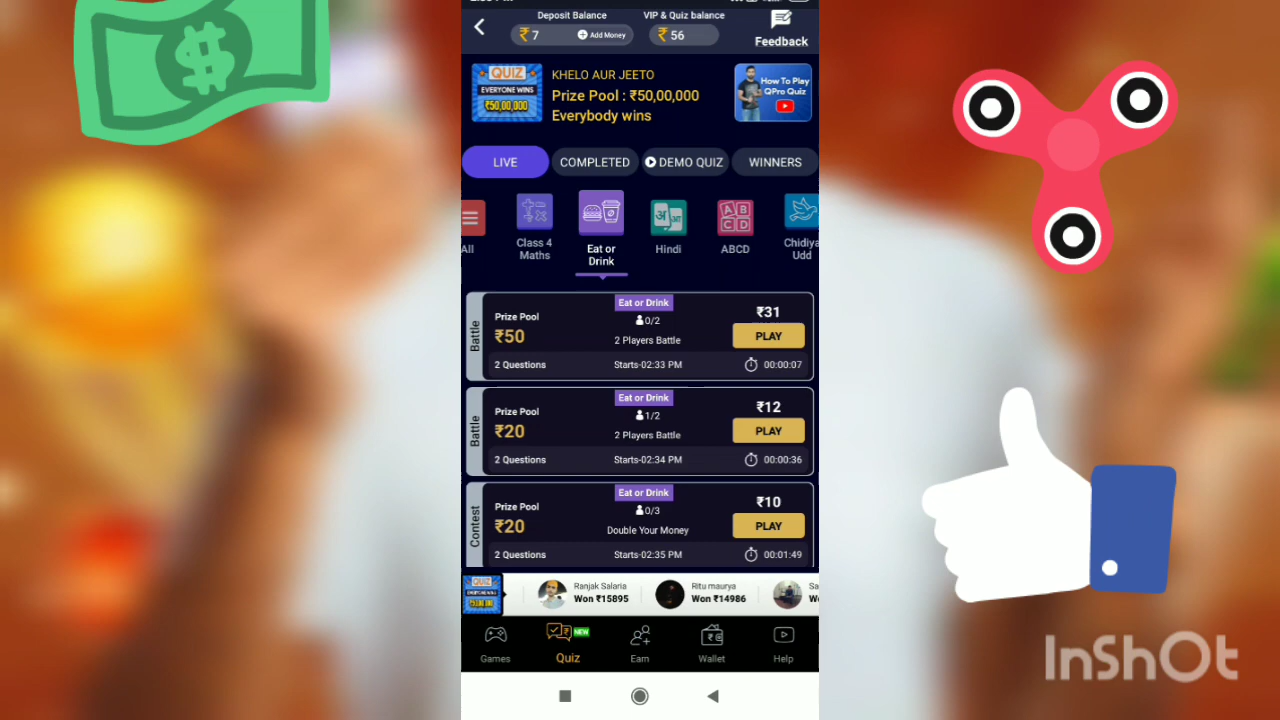 Deposit Balance
VIP & Quiz balance
₹ 7
Add Money
₹ 56
Feedback
QUIZ
EVERYONE WINS
₹50,00,000
KHELO AUR JEETO
Prize Pool : ₹50,00,000
Everybody wins
How To Play
QPro Quiz
LIVE
COMPLETED
DEMO QUIZ
WINNERS
All
Class 4
Maths
Eat or
Drink
अ
Hindi
A B
C D
ABCD
Chidiya
Udd
Battle
Eat or Drink
Prize Pool
₹50
0/2
2 Players Battle
₹31
PLAY
2 Questions
Starts-02:33 PM
00:00:07
Battle
Eat or Drink
Prize Pool
₹20
1/2
2 Players Battle
₹12
PLAY
2 Questions
Starts-02:34 PM
00:00:36
Contest
Eat or Drink
Prize Pool
₹20
0/3
Double Your Money
₹10
PLAY
2 Questions
Starts-02:35 PM
00:01:49
QUIZ
EVERYONE WINS
Ranjak Salaria
Won ₹15895
Ritu maurya
Won ₹14986
Games
NEW
Quiz
Earn
Wallet
Help
InShOt